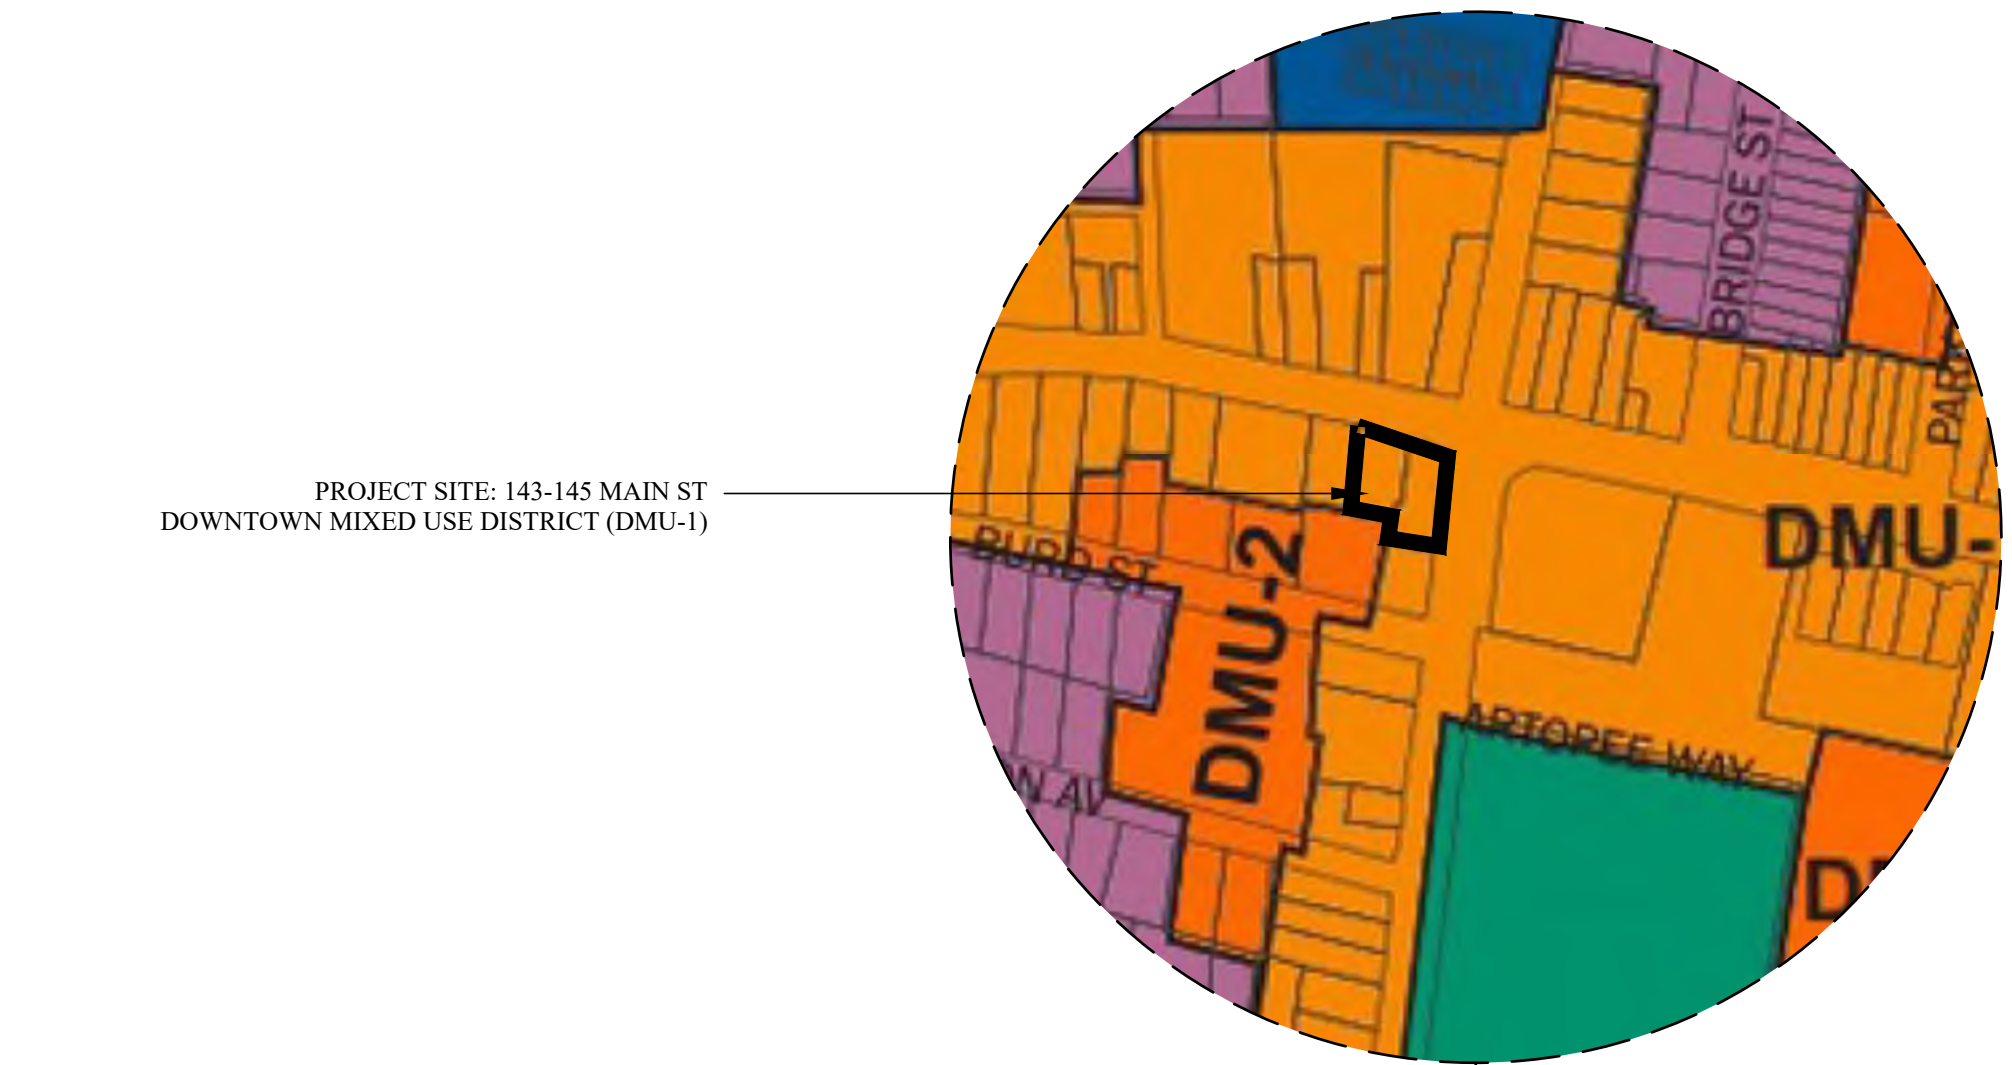 BRIDGE ST
PROJECT SITE: 143-145 MAIN ST
DOWNTOWN MIXED USE DISTRICT (DMU-1)
BURD ST
DMU-2
DMU-
ARTOPEE WAY